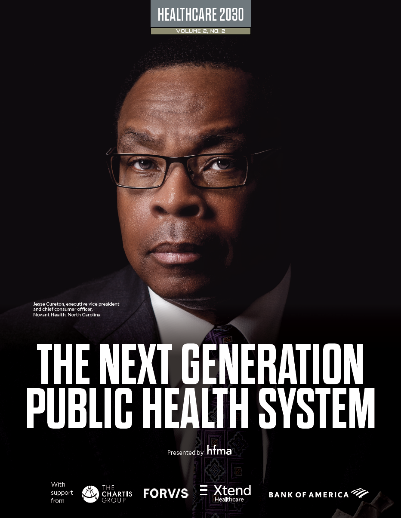 HEALTHCARE 2030
VOLUME 2, NO. 2
Jesse Cureton, executive vice president
and chief consumer officer,
Novant Health, North Carolina
THE NEXT GENERATION
PUBLIC HEALTH SYSTEM
Presented by hfma
With
support
from
THE
CHARTIS
GROUP
FORVIS
Xtend
Healthcare
BANK OF AMERICA